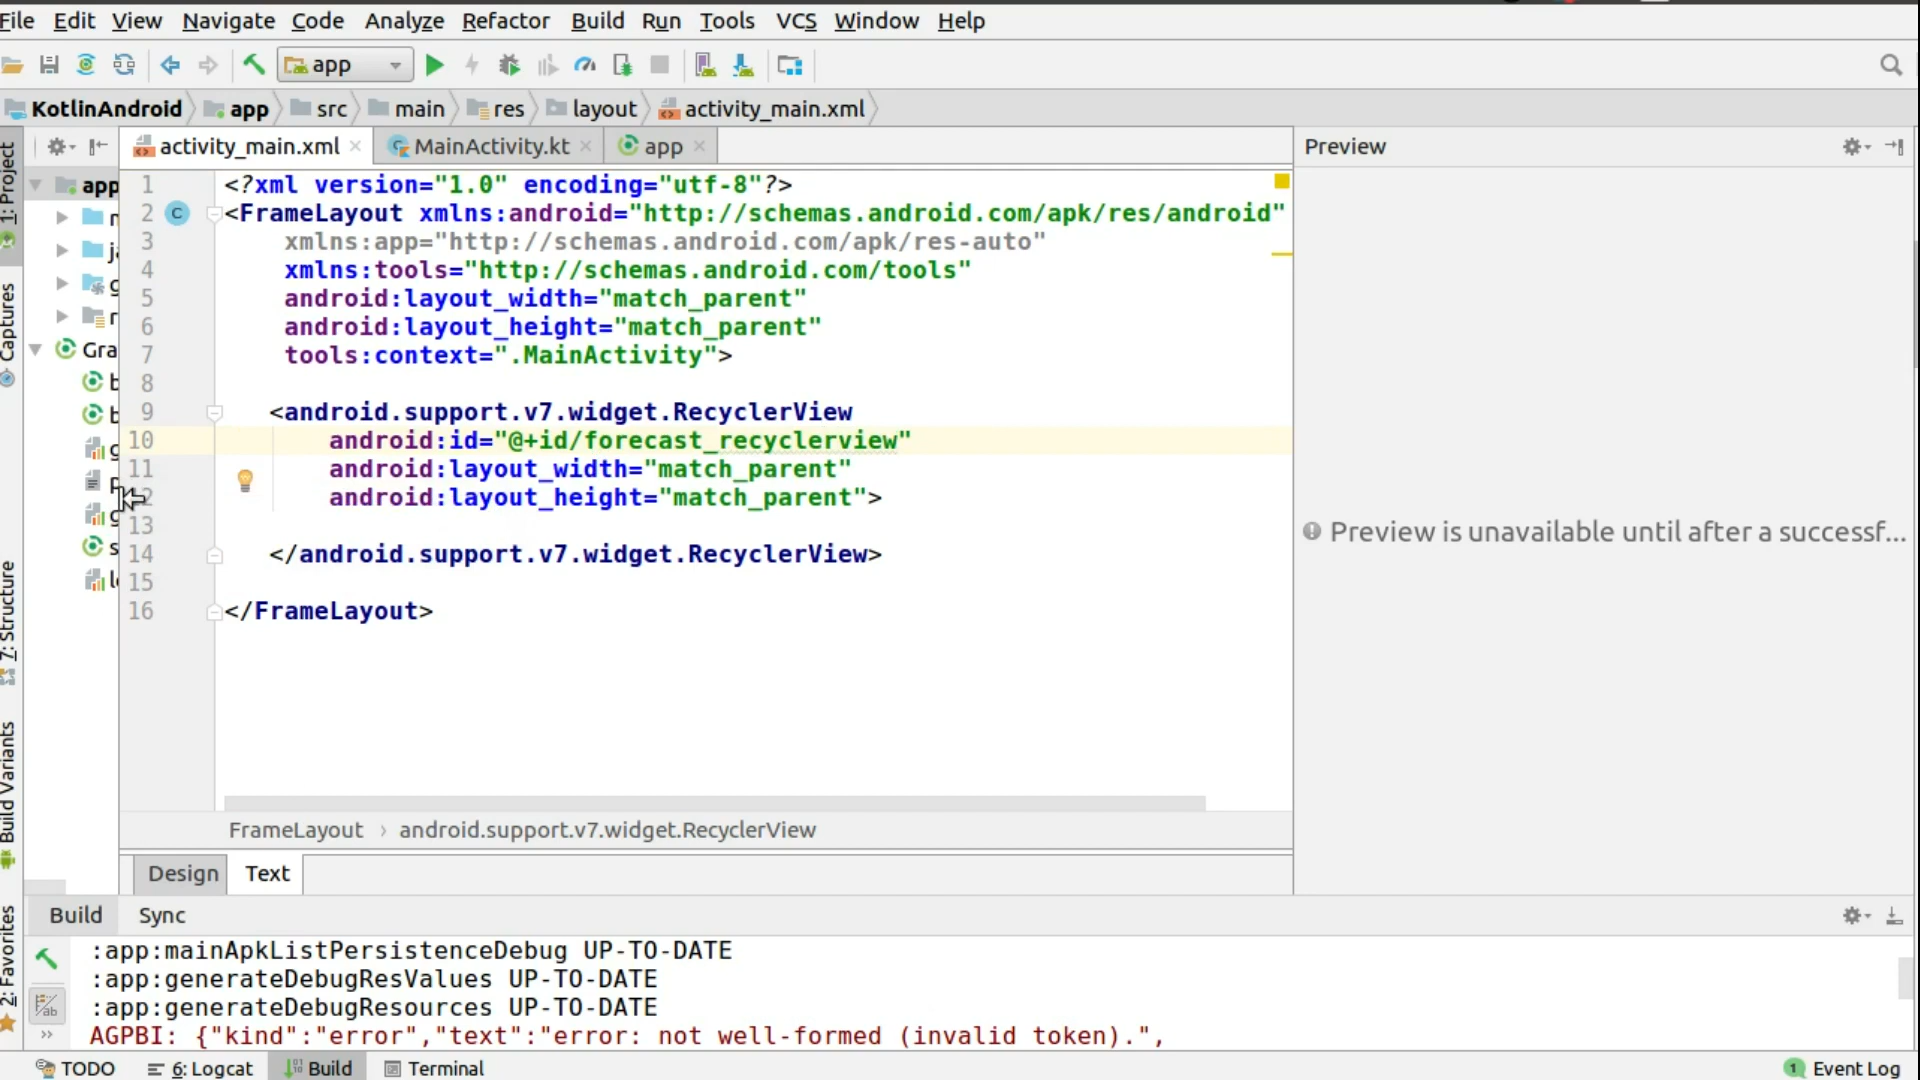 File Edit View Navigate Code Analyze Refactor Build Run Tools VCS Window Help
app
KotlinAndroid app src main res layout activity_main.xml
1: Project
Captures
7: Structure
Build Variants
2: Favorites
app
Gra
activity_main.xml MainActivity.kt app
1 <?xml version="1.0" encoding="utf-8"?>
2 <FrameLayout xmlns:android="http://schemas.android.com/apk/res/android"
3 xmlns:app="http://schemas.android.com/apk/res-auto"
4 xmlns:tools="http://schemas.android.com/tools"
5 android:layout_width="match_parent"
6 android:layout_height="match_parent"
7 tools:context=".MainActivity">
8
9 <android.support.v7.widget.RecyclerView
10 android:id="@+id/forecast_recyclerview"
11 android:layout_width="match_parent"
12 android:layout_height="match_parent">
13
14 </android.support.v7.widget.RecyclerView>
15
16 </FrameLayout>
FrameLayout › android.support.v7.widget.RecyclerView
Design Text
Preview
Preview is unavailable until after a successf...
Build Sync
:app:mainApkListPersistenceDebug UP-TO-DATE
:app:generateDebugResValues UP-TO-DATE
:app:generateDebugResources UP-TO-DATE
AGPBI: {"kind":"error","text":"error: not well-formed (invalid token).",
TODO 6: Logcat Build Terminal 1 Event Log